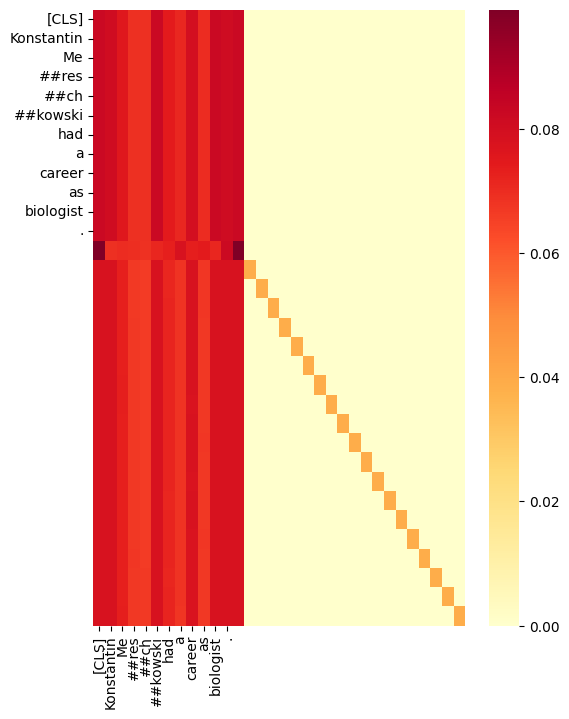 [CLS]
Konstantin
Me
##res
##ch
##kowski
had
a
career
as
biologist
.
0.08
0.06
0.04
0.02
0.00
[CLS]
Konstantin
Me
##res
##ch
##kowski
had
a
career
as
biologist
.